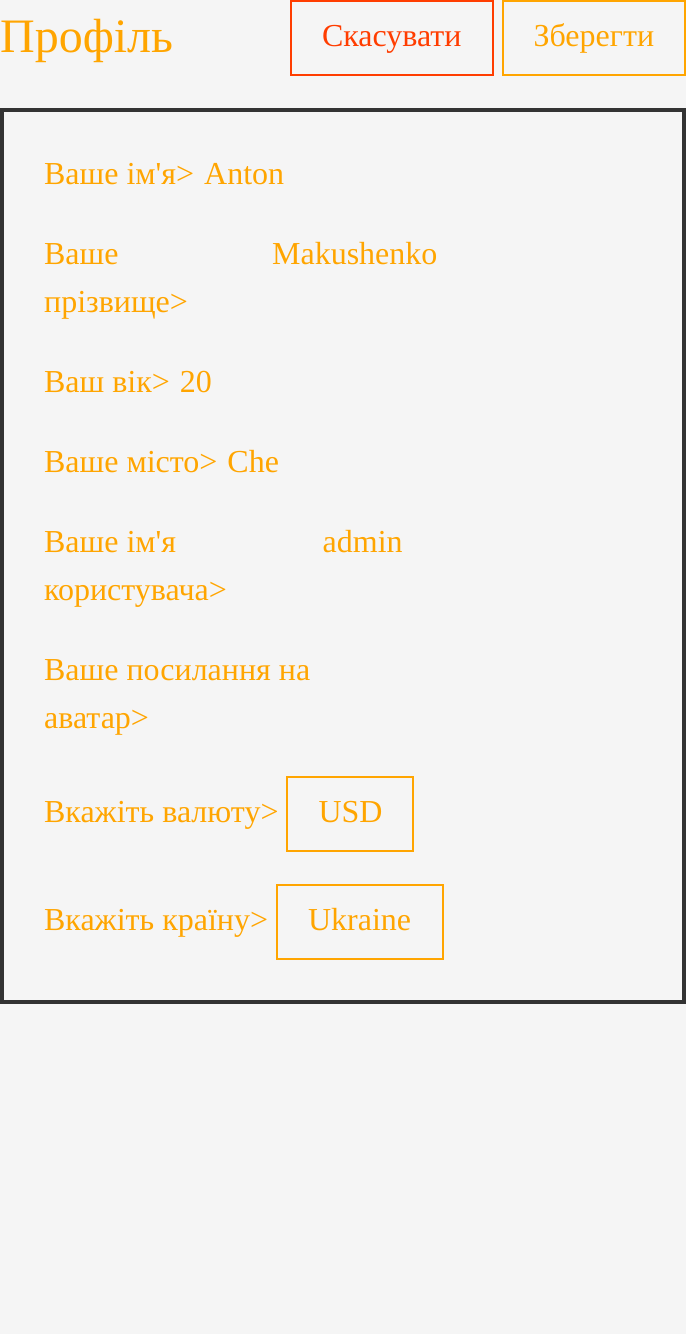 Профіль Скасувати Зберегти
Ваше ім'я> Anton
Ваше Makushenko
прізвище>
Ваш вік> 20
Ваше місто> Che
Ваше ім'я admin
користувача>
Ваше посилання на
аватар>
Вкажіть валюту> USD
Вкажіть країну> Ukraine